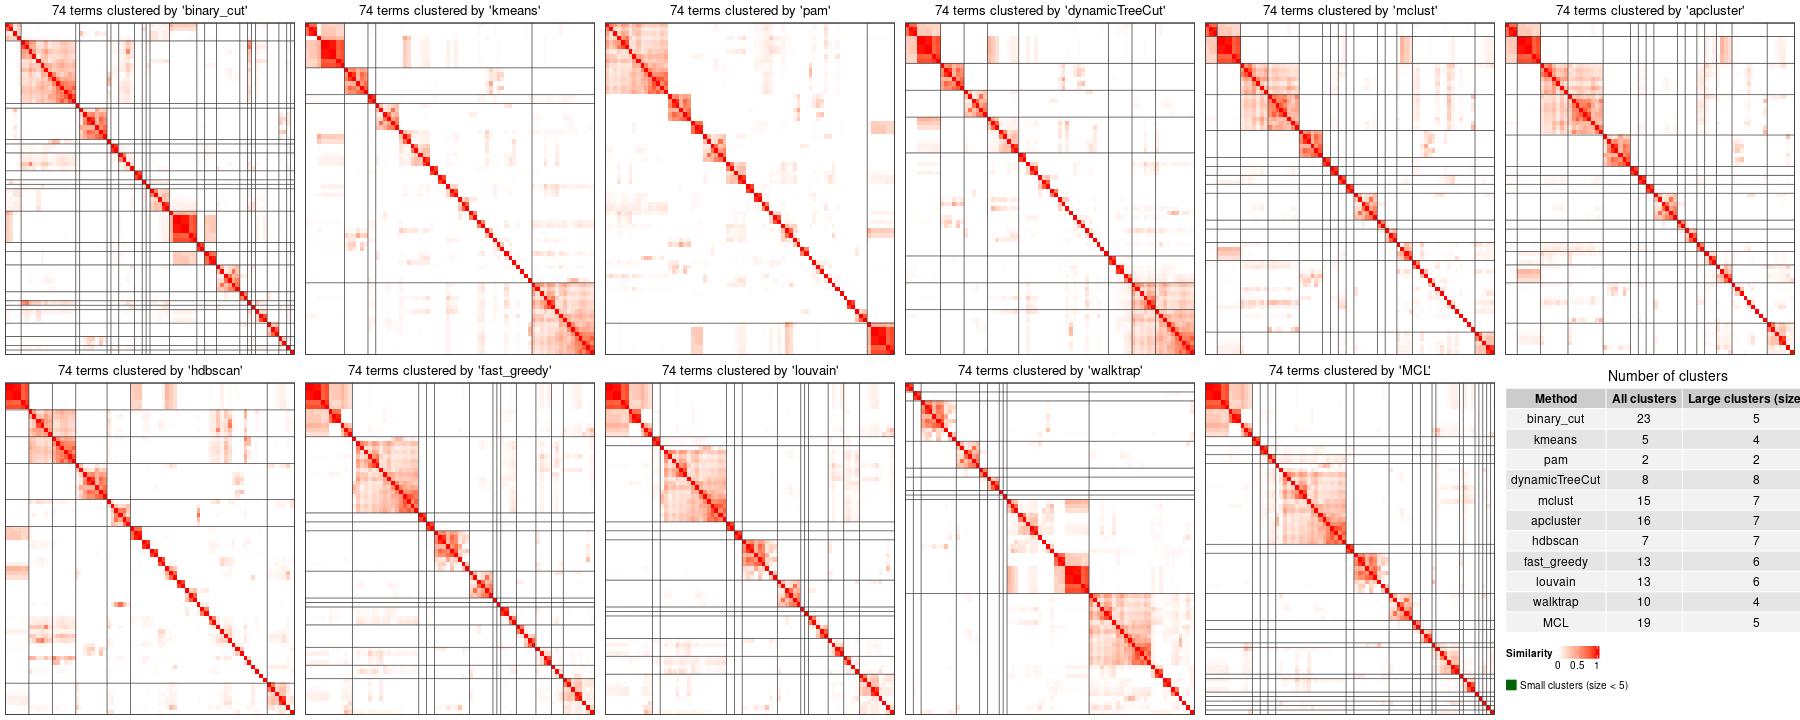 74 terms clustered by 'binary_cut'
74 terms clustered by 'kmeans'
74 terms clustered by 'pam'
74 terms clustered by 'dynamicTreeCut'
74 terms clustered by 'mclust'
74 terms clustered by 'apcluster'
74 terms clustered by 'hdbscan'
74 terms clustered by 'fast_greedy'
74 terms clustered by 'louvain'
74 terms clustered by 'walktrap'
74 terms clustered by 'MCL'
Number of clusters
Method All clusters Large clusters (size
binary_cut 23 5
kmeans 5 4
pam 2 2
dynamicTreeCut 8 8
mclust 15 7
apcluster 16 7
hdbscan 7 7
fast_greedy 13 6
louvain 13 6
walktrap 10 4
MCL 19 5
Similarity
0 0.5 1
Small clusters (size < 5)